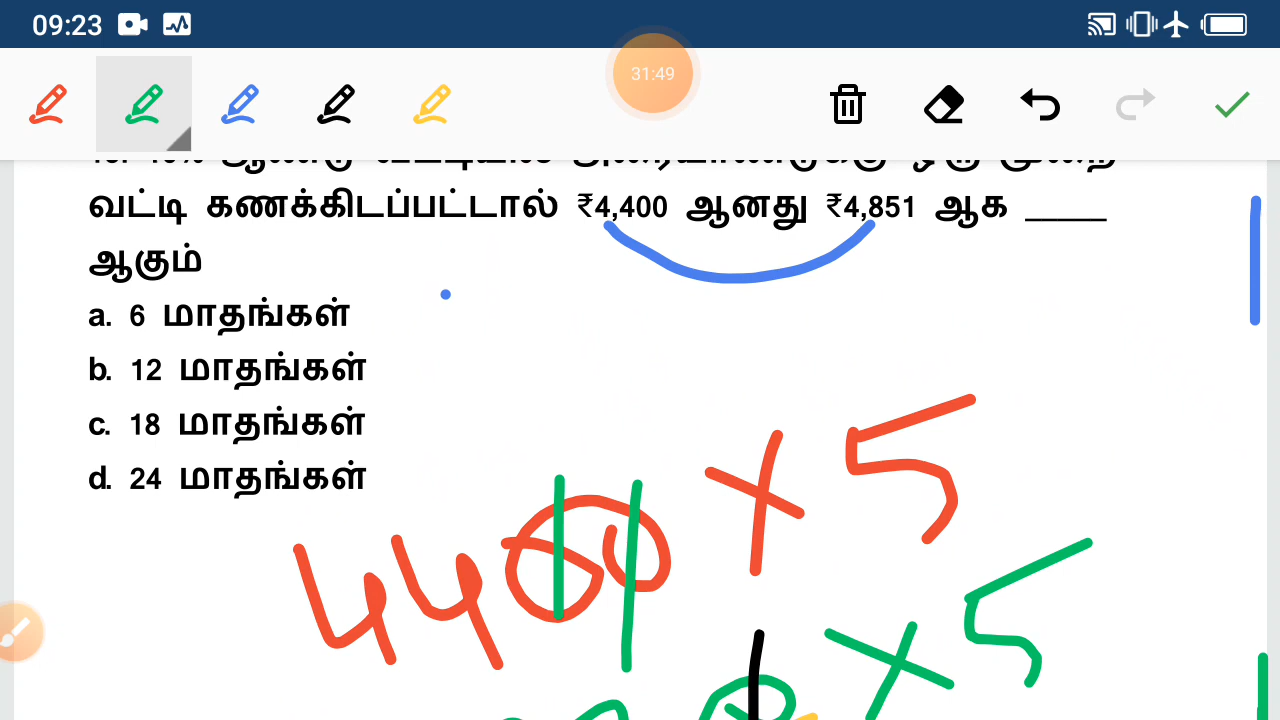 09:23
31:49
வட்டி கணக்கிடப்பட்டால் ₹4,400 ஆனது ₹4,851 ஆக _____
ஆகும்
a. 6 மாதங்கள்
b. 12 மாதங்கள்
c. 18 மாதங்கள்
d. 24 மாதங்கள்
4400 × 5
× 5